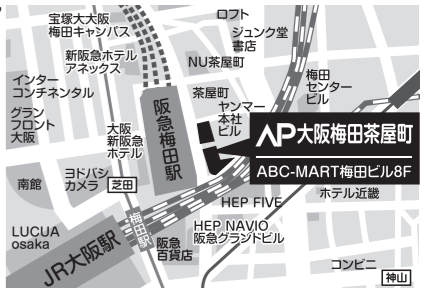 宝塚大大阪
梅田キャンパス
ロフト
ジュンク堂
書店
新阪急ホテル
アネックス
NU茶屋町
インター
コンチネンタル
茶屋町
梅田
センター
ビル
グラン
フロント
大阪
ヤンマー
本社
ビル
阪急梅田駅
大阪
新阪急
ホテル
AP大阪梅田茶屋町
ABC-MART梅田ビル8F
ヨドバシ
カメラ
芝田
南館
ホテル近畿
HEP FIVE
梅田駅
LUCUA
osaka
HEP NAVIO
阪急グランドビル
JR大阪駅
阪急
百貨店
コンビニ
神山